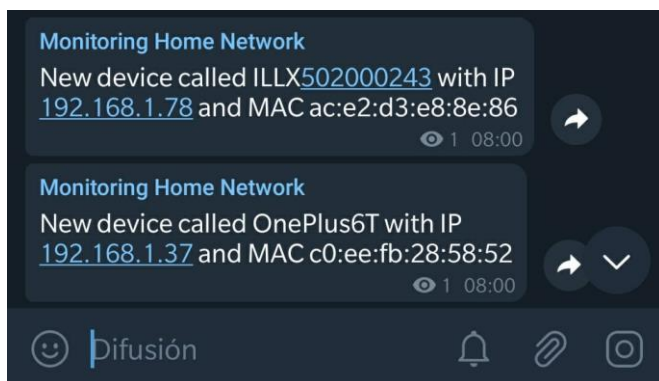 Monitoring Home Network
New device called ILLX502000243 with IP
192.168.1.78 and MAC ac:e2:d3:e8:8e:86
1 08:00
Monitoring Home Network
New device called OnePlus6T with IP
192.168.1.37 and MAC c0:ee:fb:28:58:52
1 08:00
Difusión